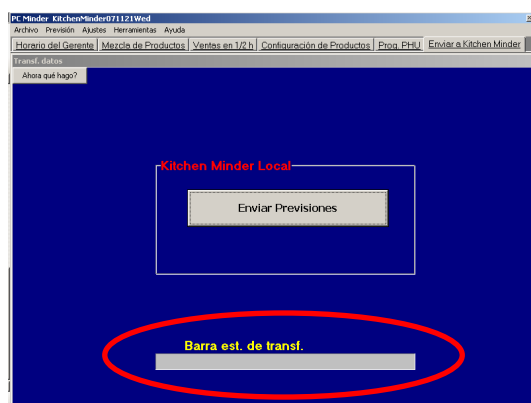 PC Minder KitchenMinder071121Wed
Archivo Previsión Ajustes Herramientas Ayuda
Horario del Gerente Mezcla de Productos Ventas en 1/2 h Configuración de Productos Prog. PHU Enviar a Kitchen Minder
Transf. datos
Ahora qué hago?
Kitchen Minder Local
Enviar Previsiones
Barra est. de transf.